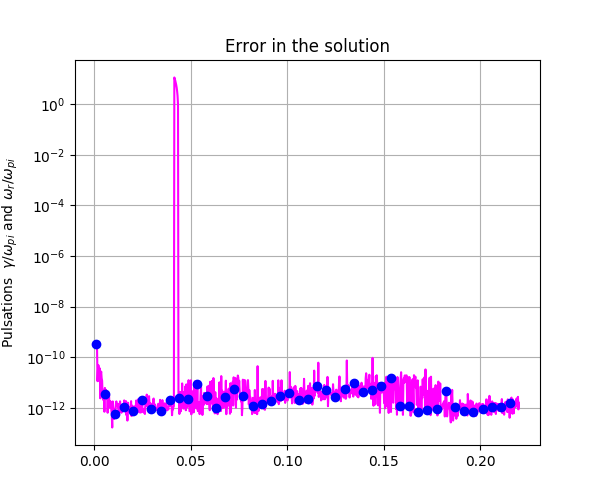 Error in the solution
Pulsations γ/ω_pi and ω_r/ω_pi
10^0
10^-2
10^-4
10^-6
10^-8
10^-10
10^-12
0.00 0.05 0.10 0.15 0.20